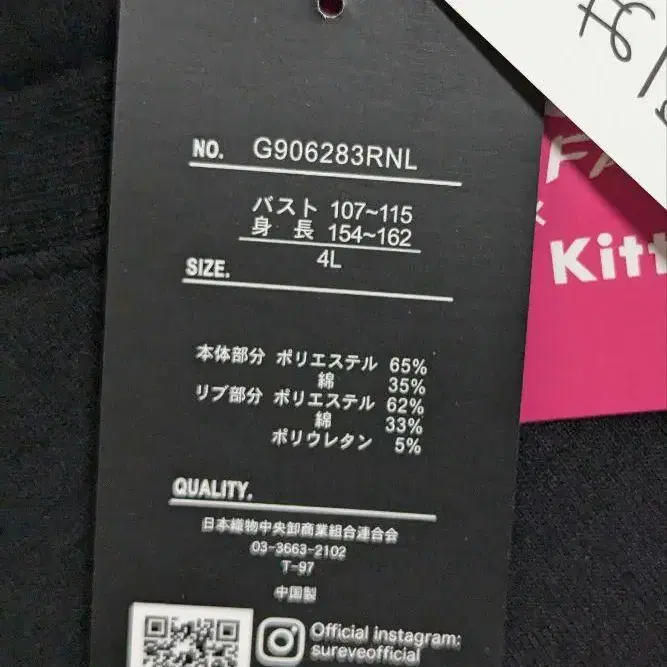 NO. G906283RNL
バスト 107~115
身 長 154~162
4L
SIZE.
本体部分 ポリエステル 65%
綿 35%
リブ部分 ポリエステル 62%
綿 33%
ポリウレタン 5%
QUALITY.
日本織物中央卸商業組合連合会
03-3663-2102
T-97
中国製
Official instagram:
sureveofficial